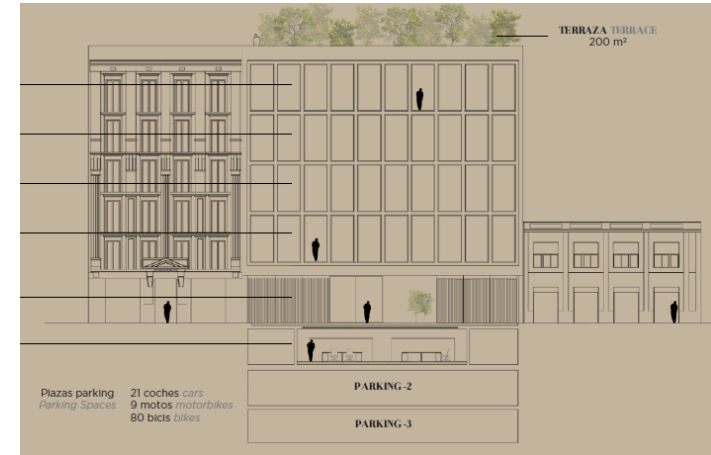 TERRAZA TERRACE
200 m²
PARKING -2
Plazas parking 21 coches cars
Parking Spaces 9 motos motorbikes
80 bicis bikes
PARKING -3